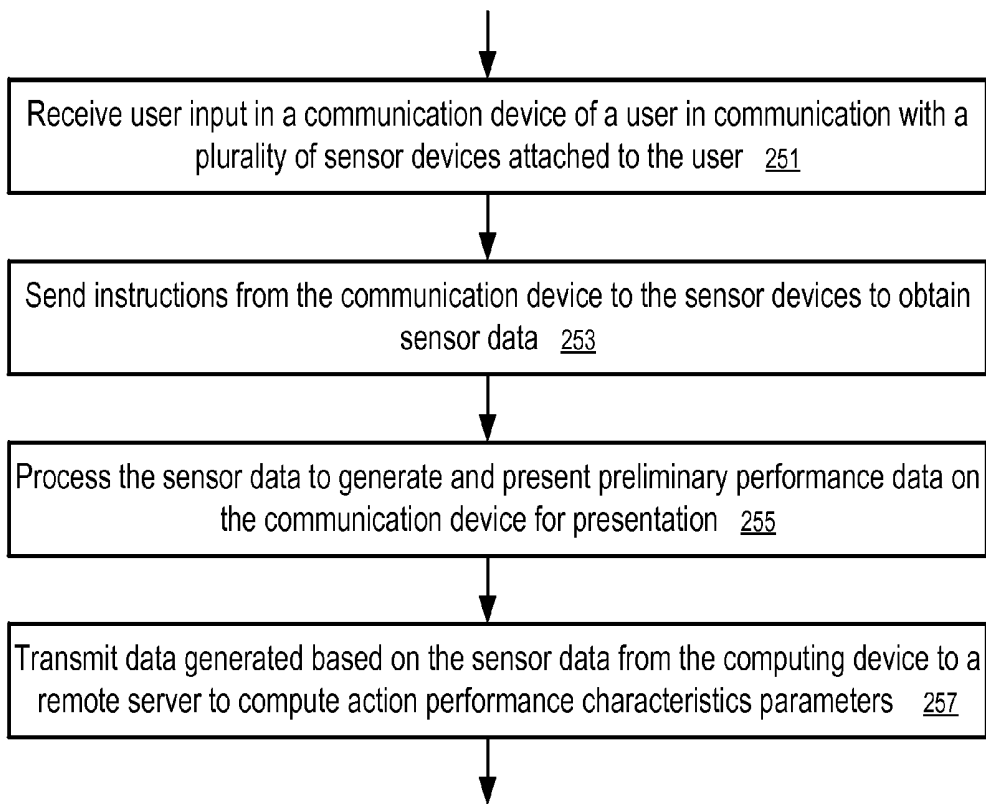 Receive user input in a communication device of a user in communication with a
plurality of sensor devices attached to the user 251
Send instructions from the communication device to the sensor devices to obtain
sensor data 253
Process the sensor data to generate and present preliminary performance data on
the communication device for presentation 255
Transmit data generated based on the sensor data from the computing device to a
remote server to compute action performance characteristics parameters 257